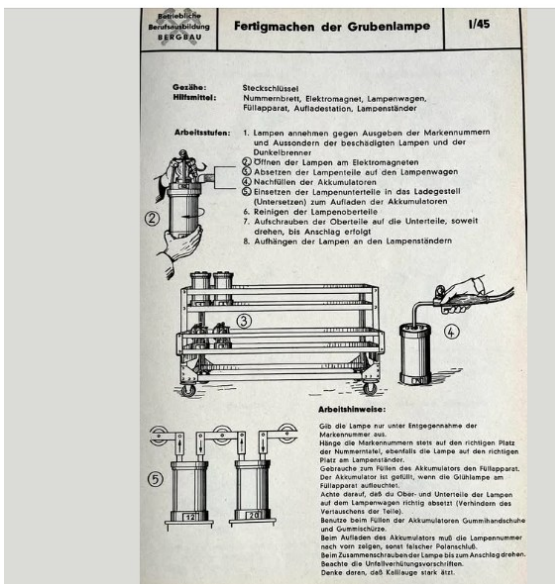 Betriebliche
Berufsausbildung
BERGBAU
Fertigmachen der Grubenlampe
I/45
Gezähe: Steckschlüssel
Hilfsmittel: Nummernbrett, Elektromagnet, Lampenwagen,
Füllapparat, Aufladestation, Lampenständer
Arbeitsstufen: 1. Lampen annehmen gegen Ausgeben der Markennummern
und Aussondern der beschädigten Lampen und der
Dunkelbrenner
② Öffnen der Lampen am Elektromagneten
③ Absetzen der Lampenteile auf den Lampenwagen
④ Nachfüllen der Akkumulatoren
⑤ Einsetzen der Lampenunterteile in das Ladegestell
(Untersetzen) zum Aufladen der Akkumulatoren
6. Reinigen der Lampenoberteile
7. Aufschrauben der Oberteile auf die Unterteile, soweit
drehen, bis Anschlag erfolgt
8. Aufhängen der Lampen an den Lampenständern
②
③
④
⑤
12
20
Arbeitshinweise:
Gib die Lampe nur unter Entgegennahme der
Markennummer aus.
Hänge die Markennummern stets auf den richtigen Platz
der Nummerntafel, ebenfalls die Lampe auf den richtigen
Platz am Lampenständer.
Gebrauche zum Füllen des Akkumulators den Füllapparat.
Der Akkumulator ist gefüllt, wenn die Glühlampe am
Füllapparat aufleuchtet.
Achte darauf, daß du Ober- und Unterteile der Lampen
auf dem Lampenwagen richtig absetzt (Verhindern des
Vertauschens der Teile).
Benutze beim Füllen der Akkumulatoren Gummihandschuhe
und Gummischürze.
Beim Aufladen des Akkumulators muß die Lampennummer
nach vorn zeigen, sonst falscher Polanschluß.
Beim Zusammenschrauben der Lampe bis zum Anschlag drehen.
Beachte die Unfallverhütungsvorschriften.
Denke daran, daß Kalilauge stark ätzt.